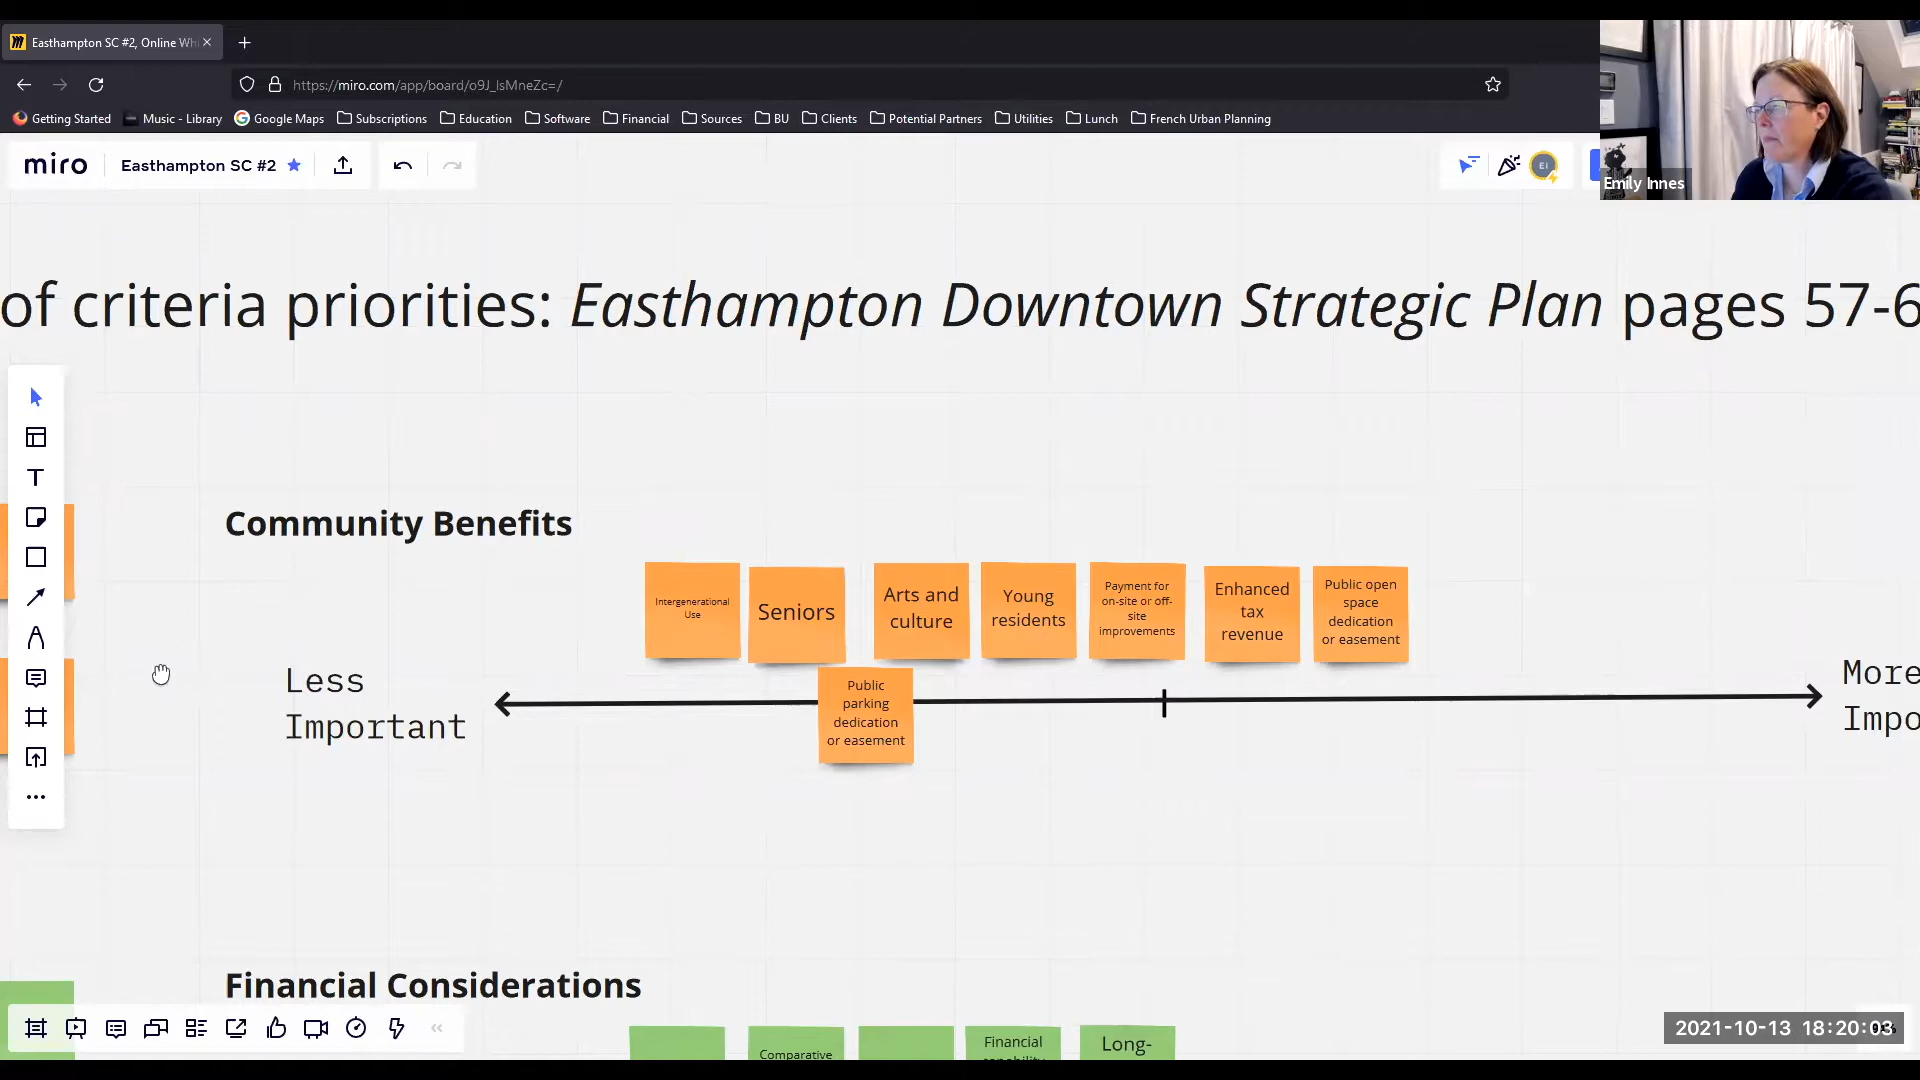 Easthampton SC #2, Online Whi
https://miro.com/app/board/o9J_lsMneZc=/
Getting Started
Music - Library
Google Maps
Subscriptions
Education
Software
Financial
Sources
BU
Clients
Potential Partners
Utilities
Lunch
French Urban Planning
miro
Easthampton SC #2
EI
Emily Innes
of criteria priorities: Easthampton Downtown Strategic Plan pages 57-6
Community Benefits
Intergenerational
Use
Seniors
Arts and
culture
Young
residents
Payment for
on-site or off-
site
improvements
Enhanced
tax
revenue
Public open
space
dedication
or easement
Less
Important
Public
parking
dedication
or easement
More
Impo
Financial Considerations
Comparative
Financial
capability
Long-
2021-10-13 18:20:03